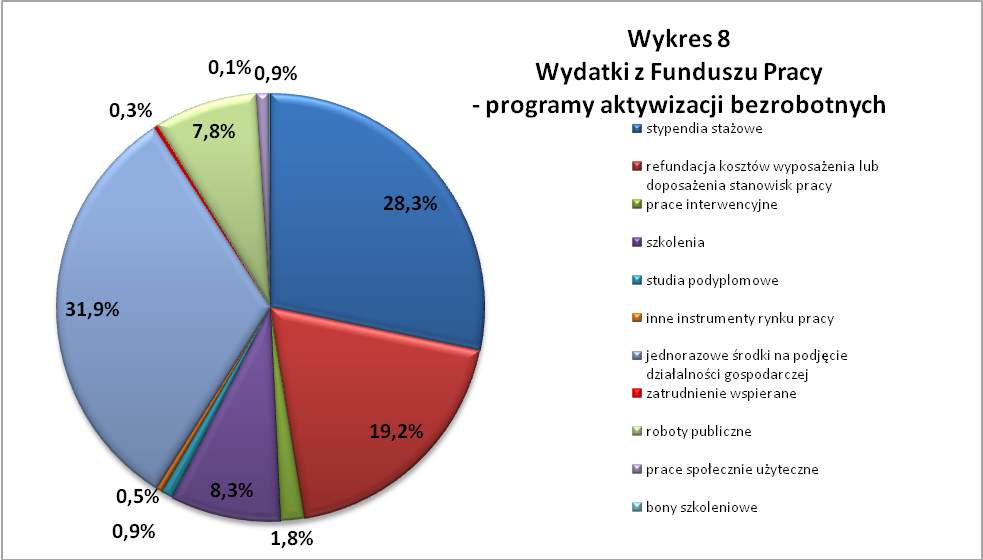 Wykres 8
Wydatki z Funduszu Pracy
- programy aktywizacji bezrobotnych
0,1%
0,9%
0,3%
7,8%
28,3%
31,9%
19,2%
8,3%
0,5%
0,9%
1,8%
stypendia stażowe
refundacja kosztów wyposażenia lub
doposażenia stanowisk pracy
prace interwencyjne
szkolenia
studia podyplomowe
inne instrumenty rynku pracy
jednorazowe środki na podjęcie
działalności gospodarczej
zatrudnienie wspierane
roboty publiczne
prace społecznie użyteczne
bony szkoleniowe